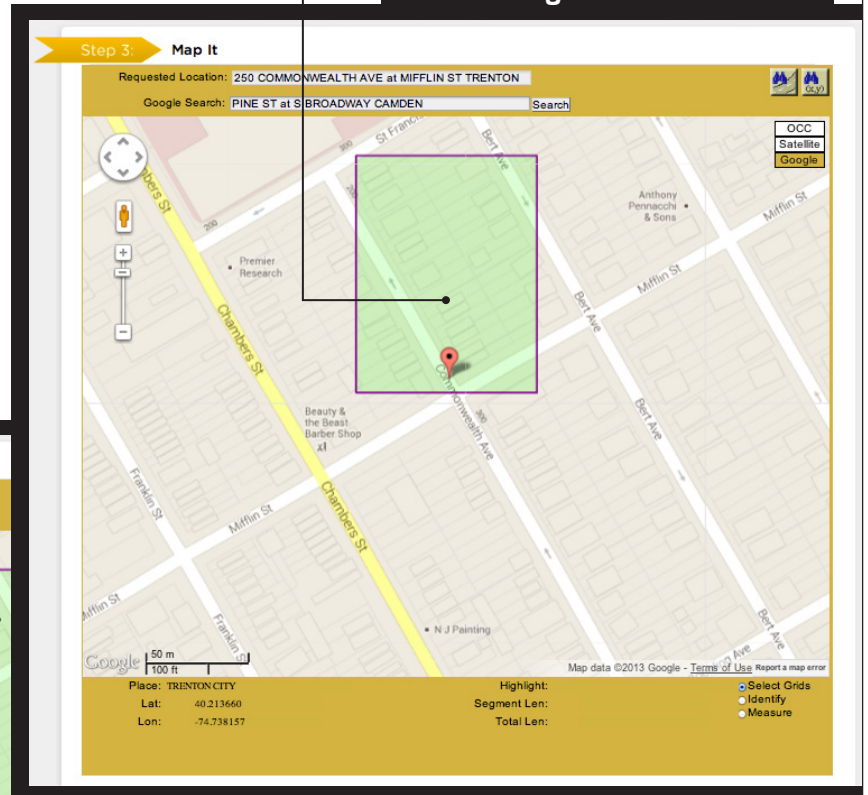 Step 3: Map It
Requested Location: 250 COMMONWEALTH AVE at MIFFLIN ST TRENTON
Google Search: PINE ST at S BROADWAY CAMDEN Search
(x,y)
OCC
Satellite
Google
Chambers St
200
300
Bert Ave
200
Anthony
Pennacchi
& Sons
Mifflin St
Premier
Research
Mifflin St
Bert Ave
Chambers St
Commonwealth Ave
300
Beauty &
the Beast
Barber Shop
Bert Ave
Franklin St
Chambers St
Mifflin St
Mifflin St
Franklin St
N J Painting
Bert Ave
Ave
Google
50 m
100 ft
Map data ©2013 Google - Terms of Use Report a map error
Place: TRENTON CITY Highlight: Select Grids
Lat: 40.213660 Segment Len: Identify
Lon: -74.738157 Total Len: Measure